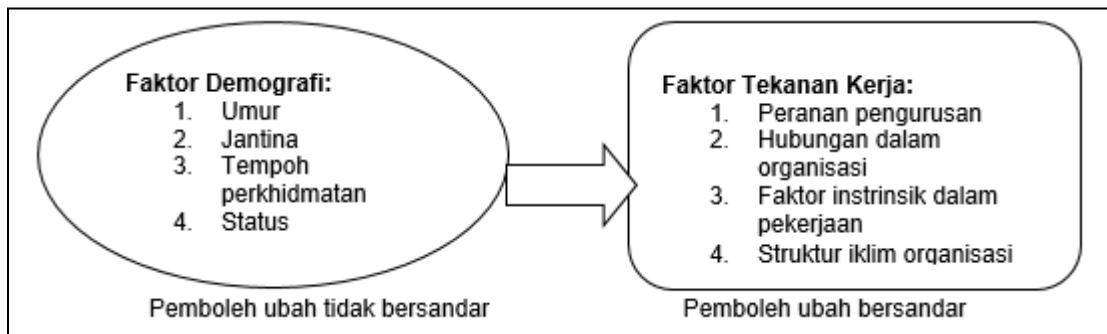 Faktor Demografi:
1. Umur
2. Jantina
3. Tempoh
perkhidmatan
4. Status
Pemboleh ubah tidak bersandar
Faktor Tekanan Kerja:
1. Peranan pengurusan
2. Hubungan dalam
organisasi
3. Faktor instrinsik dalam
pekerjaan
4. Struktur iklim organisasi
Pemboleh ubah bersandar